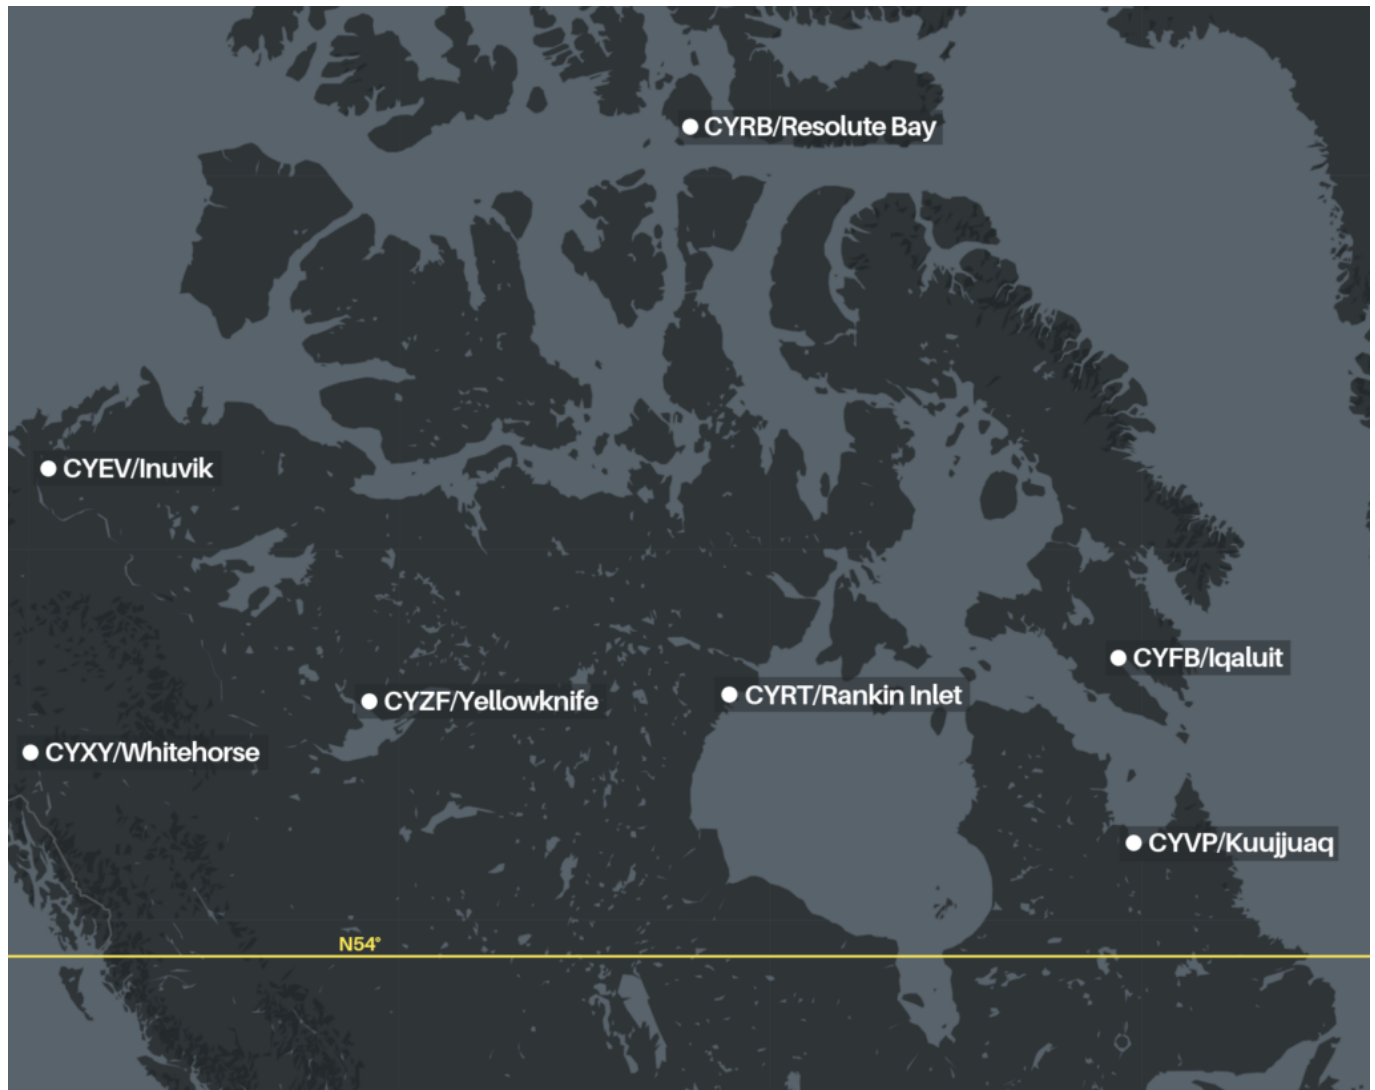 CYRB/Resolute Bay
CYEV/Inuvik
CYFB/Iqaluit
CYZF/Yellowknife
CYRT/Rankin Inlet
CYXY/Whitehorse
CYVP/Kuujjuaq
N54°